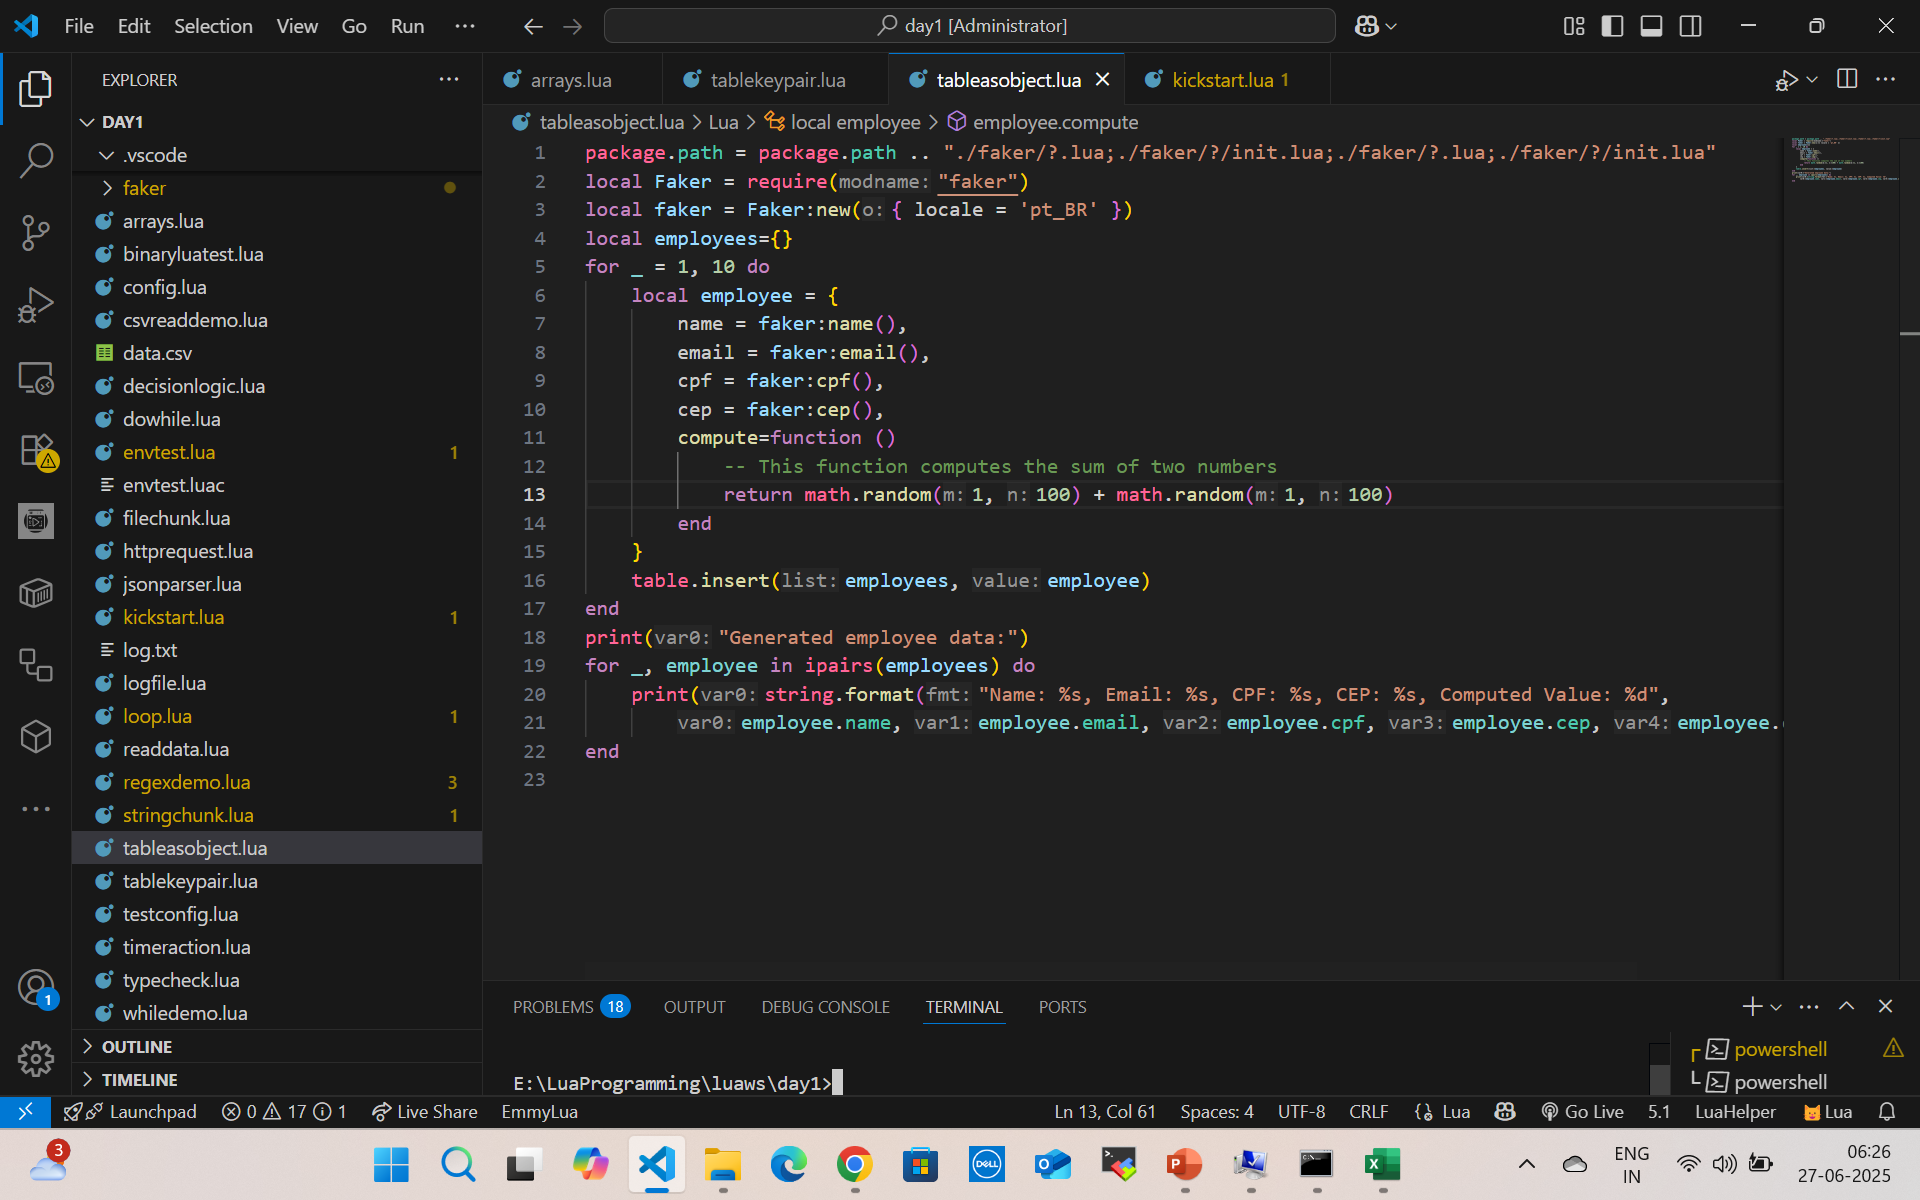 File Edit Selection View Go Run ···
day1 [Administrator]
EXPLORER
DAY1
.vscode
faker
arrays.lua
binaryluatest.lua
config.lua
csvreaddemo.lua
data.csv
decisionlogic.lua
dowhile.lua
envtest.lua 1
envtest.luac
filechunk.lua
httprequest.lua
jsonparser.lua
kickstart.lua 1
log.txt
logfile.lua
loop.lua 1
readdata.lua
regexdemo.lua 3
stringchunk.lua 1
tableasobject.lua
tablekeypair.lua
testconfig.lua
timeraction.lua
typecheck.lua
whiledemo.lua
OUTLINE
TIMELINE
1
arrays.lua tablekeypair.lua tableasobject.lua kickstart.lua 1
tableasobject.lua > Lua > local employee > employee.compute
1 package.path = package.path .. "./faker/?.lua;./faker/?/init.lua;./faker/?.lua;./faker/?/init.lua"
2 local Faker = require(modname: "faker")
3 local faker = Faker:new(o: { locale = 'pt_BR' })
4 local employees={}
5 for _ = 1, 10 do
6 local employee = {
7 name = faker:name(),
8 email = faker:email(),
9 cpf = faker:cpf(),
10 cep = faker:cep(),
11 compute=function ()
12 -- This function computes the sum of two numbers
13 return math.random(m: 1, n: 100) + math.random(m: 1, n: 100)
14 end
15 }
16 table.insert(list: employees, value: employee)
17 end
18 print(var0: "Generated employee data:")
19 for _, employee in ipairs(employees) do
20 print(var0: string.format(fmt: "Name: %s, Email: %s, CPF: %s, CEP: %s, Computed Value: %d",
21 var0: employee.name, var1: employee.email, var2: employee.cpf, var3: employee.cep, var4: employee.
22 end
23
PROBLEMS 18 OUTPUT DEBUG CONSOLE TERMINAL PORTS
E:\LuaProgramming\luaws\day1>
powershell
powershell
Launchpad 0 17 1 Live Share EmmyLua Ln 13, Col 61 Spaces: 4 UTF-8 CRLF Lua Go Live 5.1 LuaHelper Lua
3
DELL
ENG
IN
06:26
27-06-2025